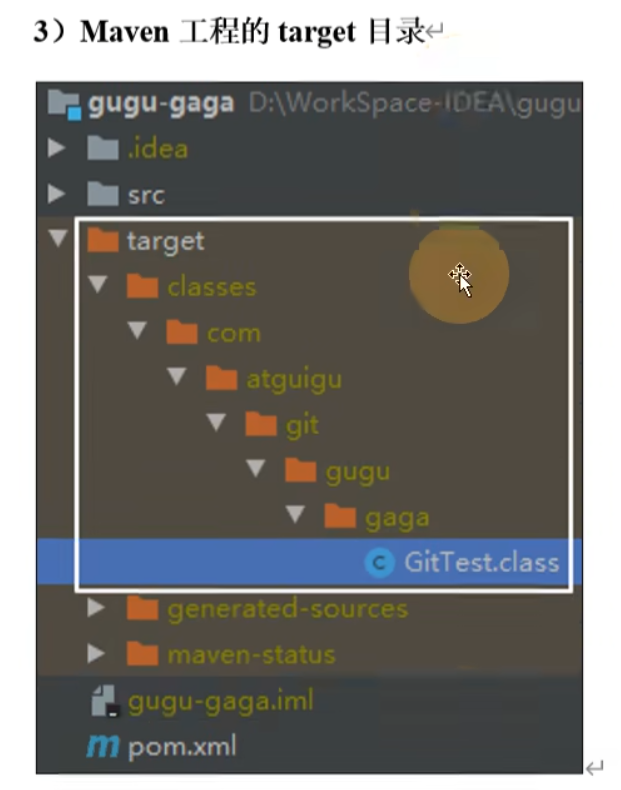 3）Maven 工程的 target 目录
gugu-gaga D:\WorkSpace-IDEA\gugu
.idea
src
target
classes
com
atguigu
git
gugu
gaga
GitTest.class
generated-sources
maven-status
gugu-gaga.iml
pom.xml